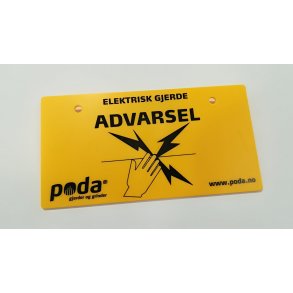 ELEKTRISK GJERDE
ADVARSEL
poda®
gjerder og grinder
www.poda.no